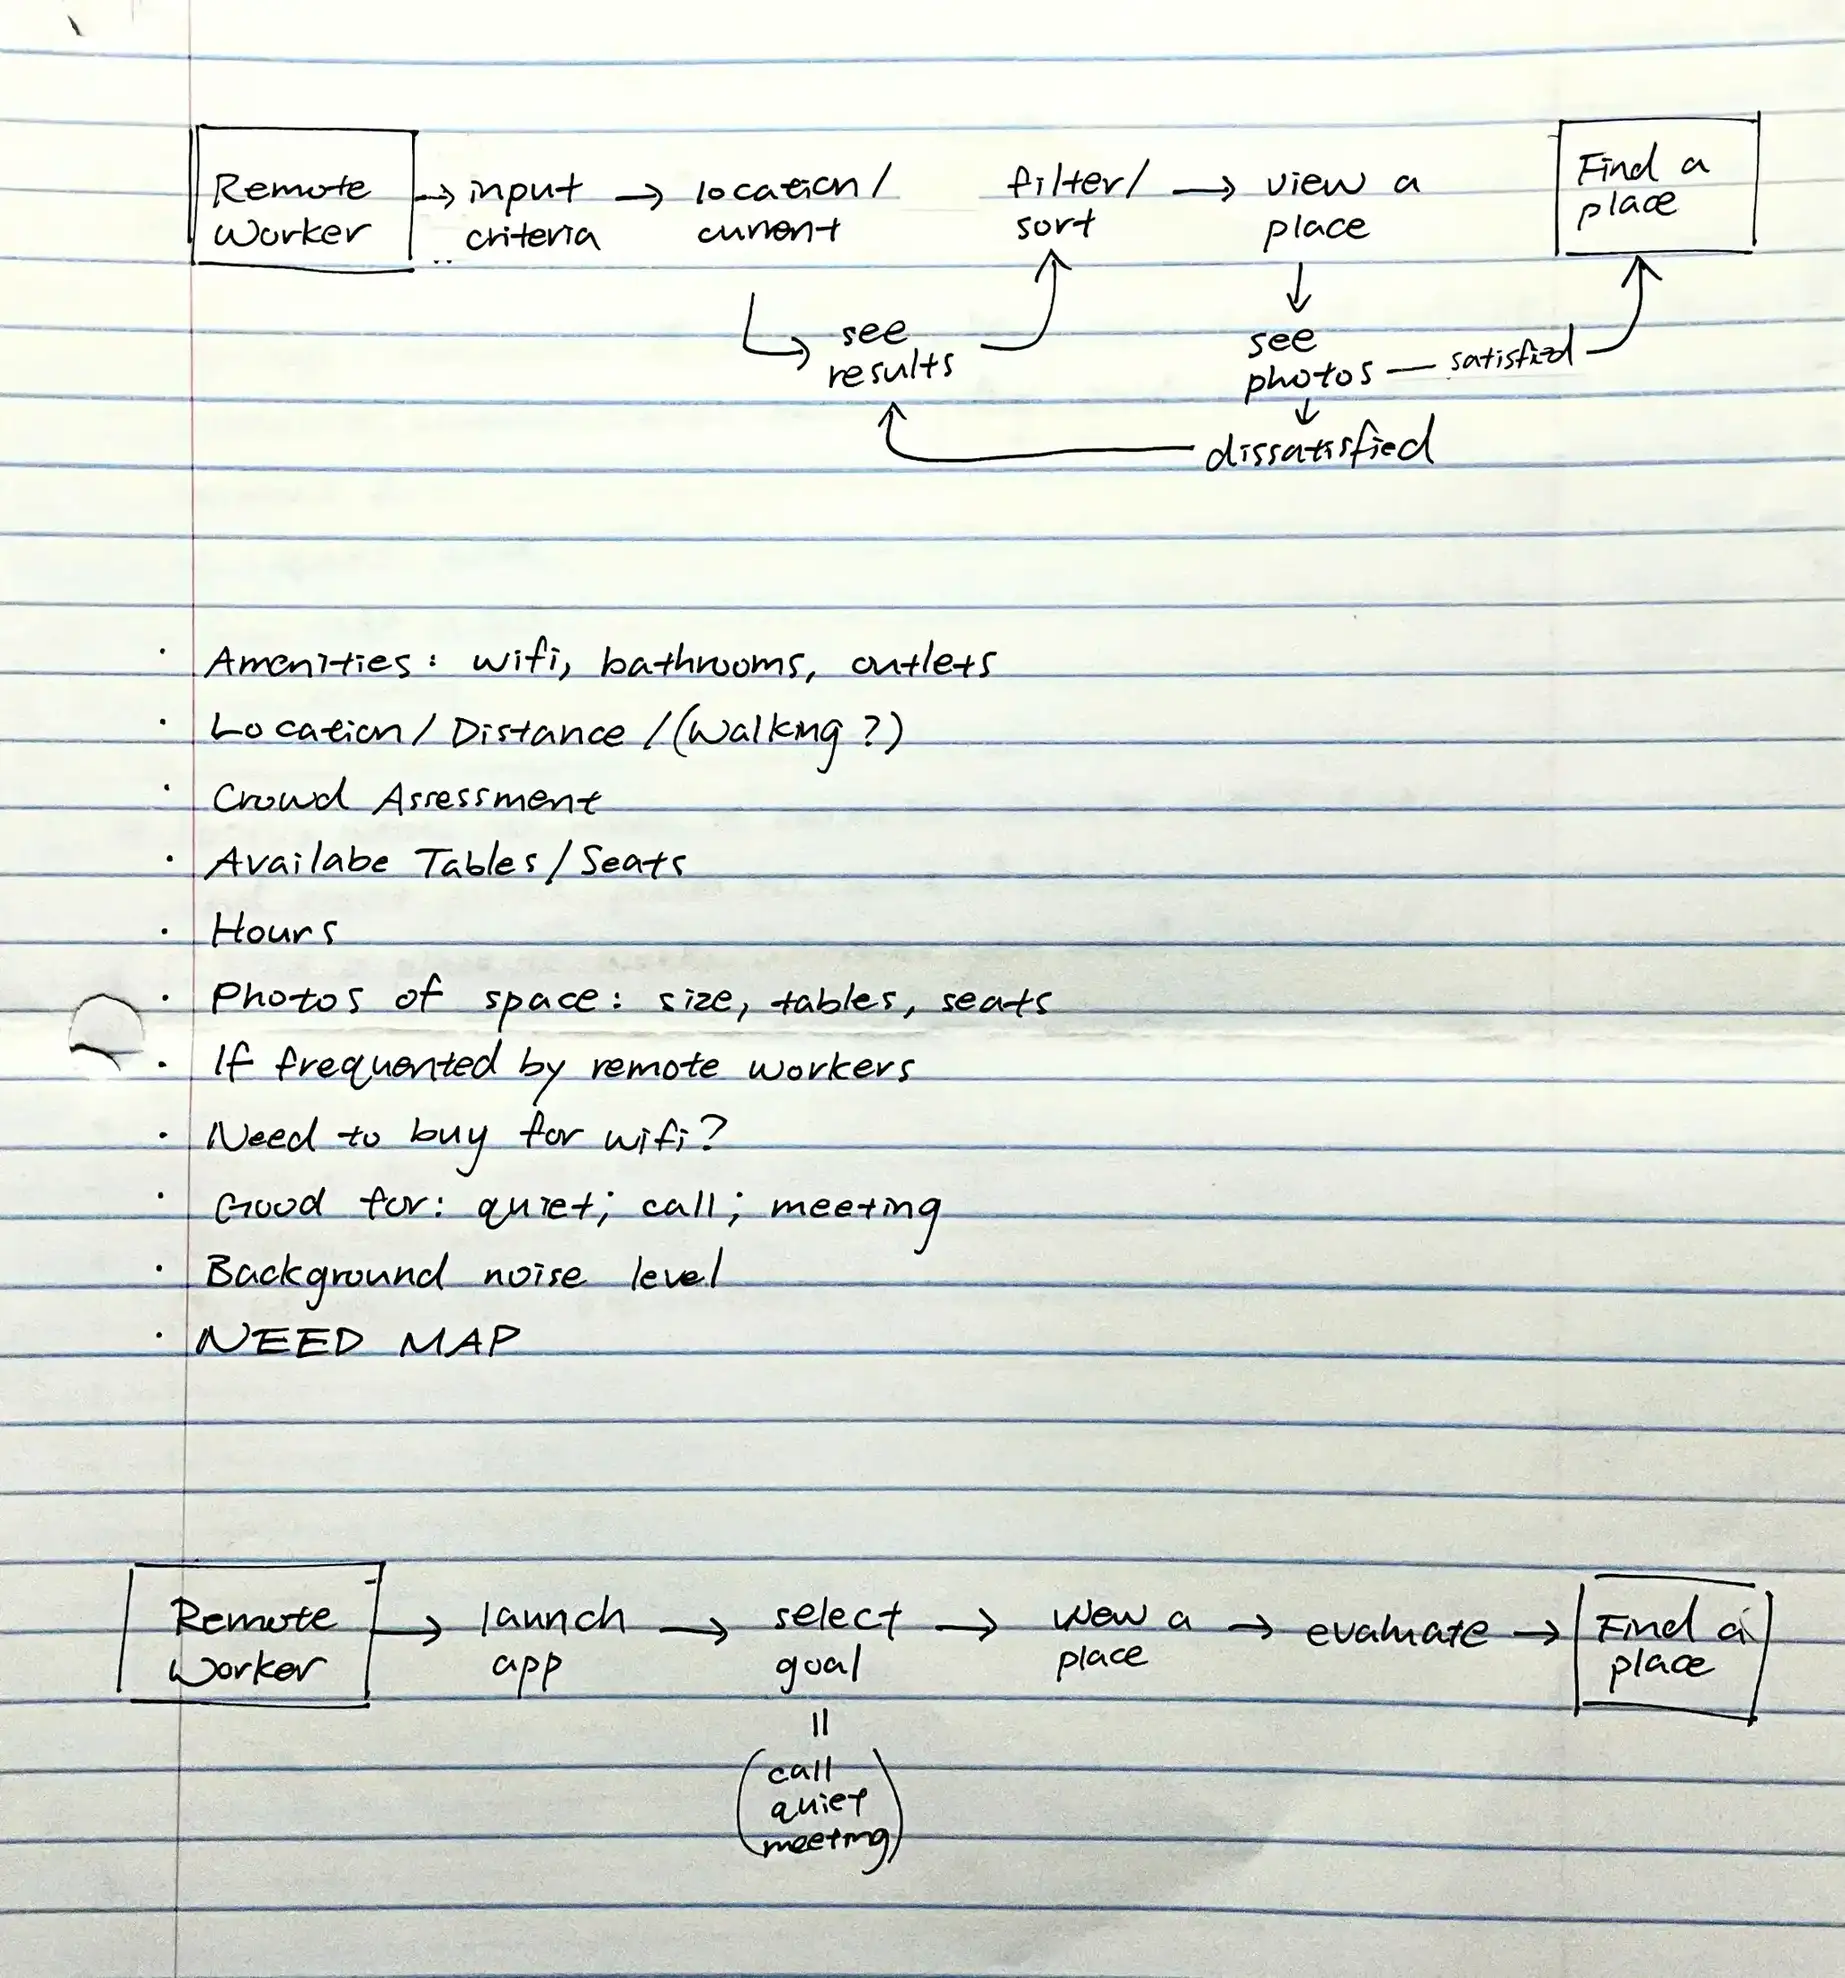 Remote Worker → input criteria → location/ current
filter/ sort → view a place
Find a place
see results
see photos — satisfied
dissatisfied
· Amenities: wifi, bathrooms, outlets
· Location / Distance / (Walking?)
· Crowd Assessment
· Availabe Tables / Seats
· Hours
· Photos of space: size, tables, seats
· If frequented by remote workers
· Need to buy for wifi?
· Good for: quiet; call; meeting
· Background noise level
· NEED MAP
Remote Worker → launch app → select goal → view a place → evaluate → Find a place
(call
quiet
meeting)